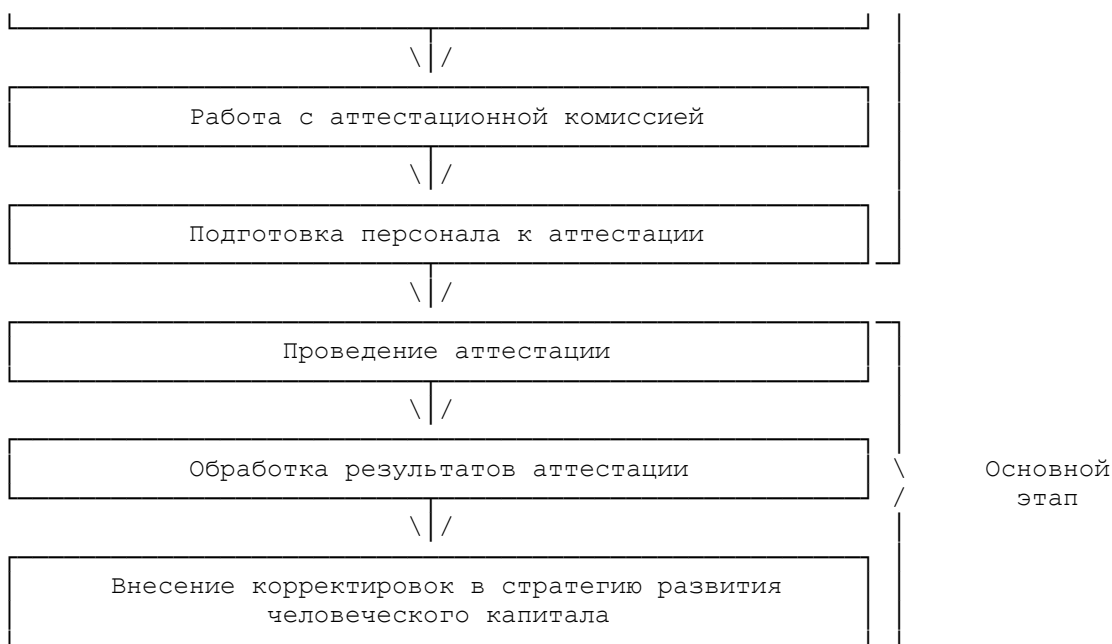 Работа с аттестационной комиссией
Подготовка персонала к аттестации
Проведение аттестации
Обработка результатов аттестации
Основной
этап
Внесение корректировок в стратегию развития
человеческого капитала